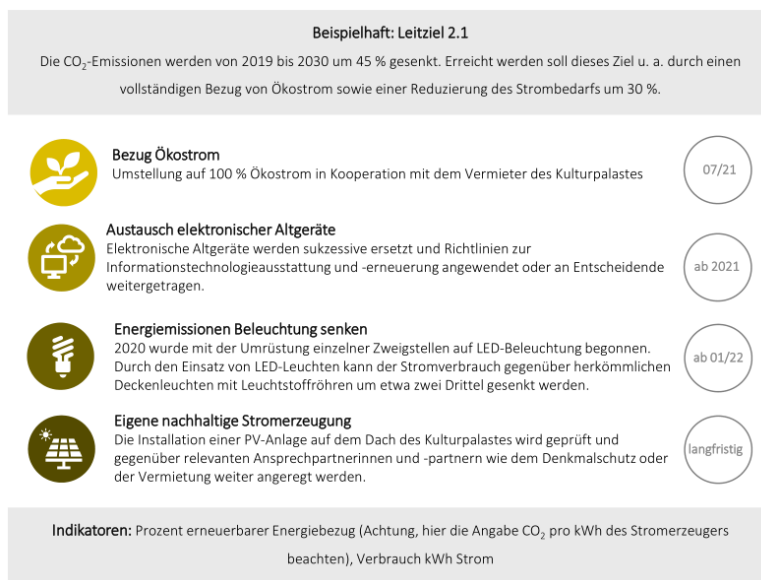 Beispielhaft: Leitziel 2.1
Die CO₂-Emissionen werden von 2019 bis 2030 um 45 % gesenkt. Erreicht werden soll dieses Ziel u. a. durch einen
vollständigen Bezug von Ökostrom sowie einer Reduzierung des Strombedarfs um 30 %.
Bezug Ökostrom
Umstellung auf 100 % Ökostrom in Kooperation mit dem Vermieter des Kulturpalastes
07/21
Austausch elektronischer Altgeräte
Elektronische Altgeräte werden sukzessive ersetzt und Richtlinien zur
Informationstechnologieausstattung und -erneuerung angewendet oder an Entscheidende
weitergetragen.
ab 2021
Energiemissionen Beleuchtung senken
2020 wurde mit der Umrüstung einzelner Zweigstellen auf LED-Beleuchtung begonnen.
Durch den Einsatz von LED-Leuchten kann der Stromverbrauch gegenüber herkömmlichen
Deckenleuchten mit Leuchtstoffröhren um etwa zwei Drittel gesenkt werden.
ab 01/22
Eigene nachhaltige Stromerzeugung
Die Installation einer PV-Anlage auf dem Dach des Kulturpalastes wird geprüft und
gegenüber relevanten Ansprechpartnerinnen und -partnern wie dem Denkmalschutz oder
der Vermietung weiter angeregt werden.
langfristig
Indikatoren: Prozent erneuerbarer Energiebezug (Achtung, hier die Angabe CO₂ pro kWh des Stromerzeugers
beachten), Verbrauch kWh Strom